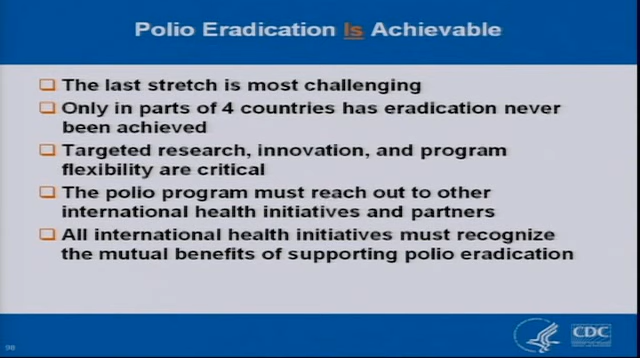 Polio Eradication Is Achievable
The last stretch is most challenging
Only in parts of 4 countries has eradication never
been achieved
Targeted research, innovation, and program
flexibility are critical
The polio program must reach out to other
international health initiatives and partners
All international health initiatives must recognize
the mutual benefits of supporting polio eradication
CDC